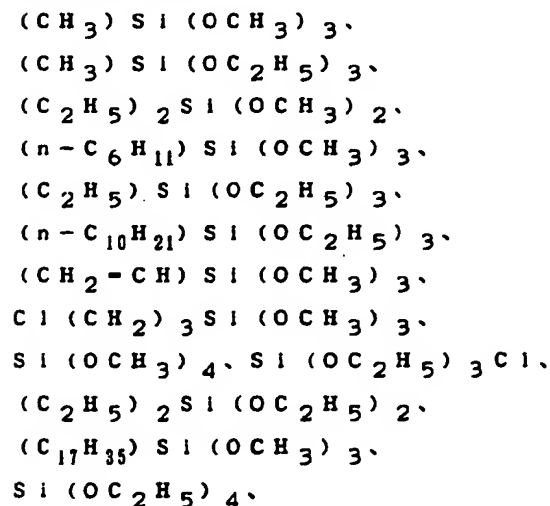 (CH₃)Si(OCH₃)₃、
(CH₃)Si(OC₂H₅)₃、
(C₂H₅)₂Si(OCH₃)₂、
(n-C₆H₁₁)Si(OCH₃)₃、
(C₂H₅)Si(OC₂H₅)₃、
(n-C₁₀H₂₁)Si(OC₂H₅)₃、
(CH₂=CH)Si(OCH₃)₃、
Cl(CH₂)₃Si(OCH₃)₃、
Si(OCH₃)₄、Si(OC₂H₅)₃Cl、
(C₂H₅)₂Si(OC₂H₅)₂、
(C₁₇H₃₅)Si(OCH₃)₃、
Si(OC₂H₅)₄、